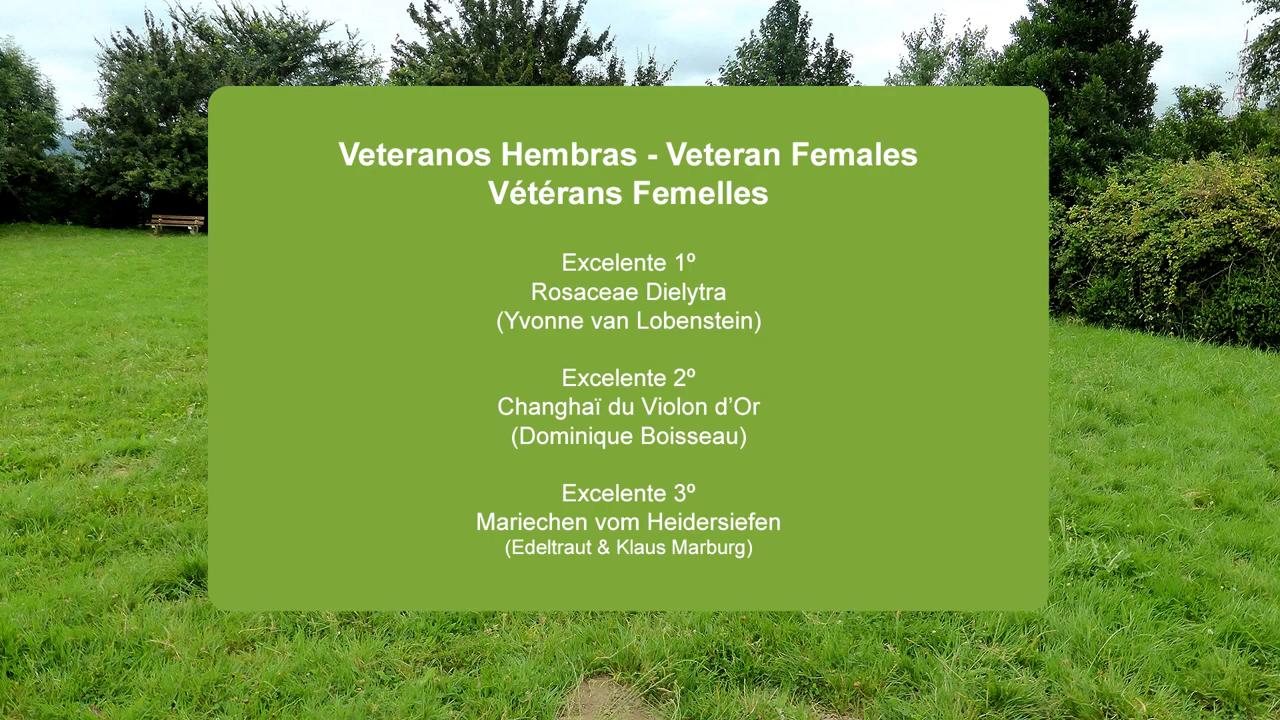 Veteranos Hembras - Veteran Females
Vétérans Femelles
Excelente 1º
Rosaceae Dielytra
(Yvonne van Lobenstein)
Excelente 2º
Changhaï du Violon d’Or
(Dominique Boisseau)
Excelente 3º
Mariechen vom Heidersiefen
(Edeltraut & Klaus Marburg)